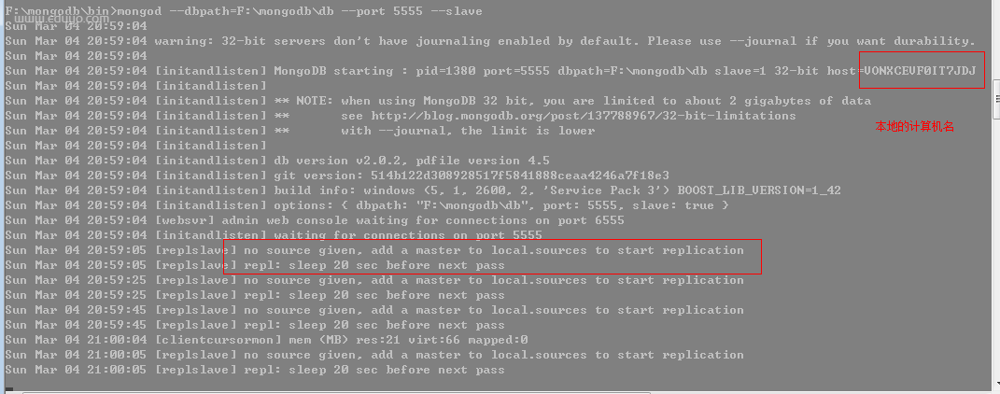 F:\mongodb\bin>mongod --dbpath=F:\mongodb\db --port 5555 --slave
www.eduyo.com
Sun Mar 04 20:59:04
Sun Mar 04 20:59:04 warning: 32-bit servers don't have journaling enabled by default. Please use --journal if you want durability.
Sun Mar 04 20:59:04
Sun Mar 04 20:59:04 [initandlisten] MongoDB starting : pid=1380 port=5555 dbpath=F:\mongodb\db slave=1 32-bit host=VONXCEVF0IT7JDJ
Sun Mar 04 20:59:04 [initandlisten]
Sun Mar 04 20:59:04 [initandlisten] ** NOTE: when using MongoDB 32 bit, you are limited to about 2 gigabytes of data
Sun Mar 04 20:59:04 [initandlisten] **       see http://blog.mongodb.org/post/137788967/32-bit-limitations
Sun Mar 04 20:59:04 [initandlisten] **       with --journal, the limit is lower
本地的计算机名
Sun Mar 04 20:59:04 [initandlisten]
Sun Mar 04 20:59:04 [initandlisten] db version v2.0.2, pdfile version 4.5
Sun Mar 04 20:59:04 [initandlisten] git version: 514b122d308928517f5841888ceaa4246a7f18e3
Sun Mar 04 20:59:04 [initandlisten] build info: windows (5, 1, 2600, 2, 'Service Pack 3') BOOST_LIB_VERSION=1_42
Sun Mar 04 20:59:04 [initandlisten] options: { dbpath: "F:\mongodb\db", port: 5555, slave: true }
Sun Mar 04 20:59:04 [websvr] admin web console waiting for connections on port 6555
Sun Mar 04 20:59:04 [initandlisten] waiting for connections on port 5555
Sun Mar 04 20:59:05 [replslave] no source given, add a master to local.sources to start replication
Sun Mar 04 20:59:05 [replslave] repl: sleep 20 sec before next pass
Sun Mar 04 20:59:25 [replslave] no source given, add a master to local.sources to start replication
Sun Mar 04 20:59:25 [replslave] repl: sleep 20 sec before next pass
Sun Mar 04 20:59:45 [replslave] no source given, add a master to local.sources to start replication
Sun Mar 04 20:59:45 [replslave] repl: sleep 20 sec before next pass
Sun Mar 04 21:00:04 [clientcursormon] mem (MB) res:21 virt:66 mapped:0
Sun Mar 04 21:00:05 [replslave] no source given, add a master to local.sources to start replication
Sun Mar 04 21:00:05 [replslave] repl: sleep 20 sec before next pass